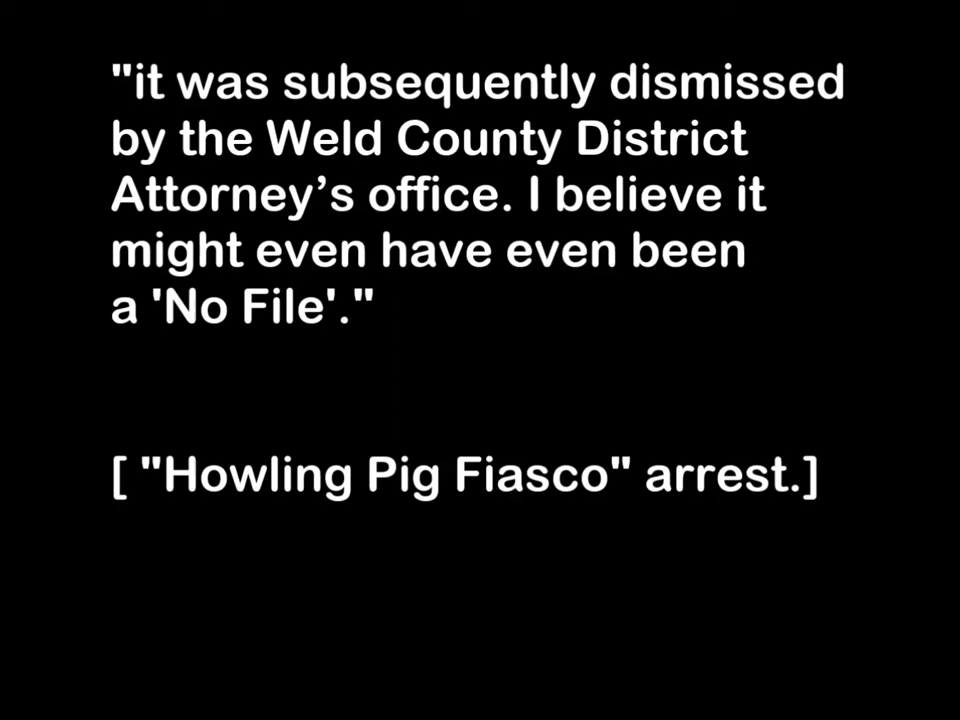 "it was subsequently dismissed
by the Weld County District
Attorney’s office. I believe it
might even have even been
a 'No File'."
[ "Howling Pig Fiasco" arrest.]